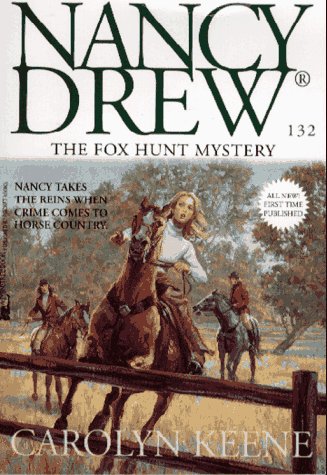 NANCY
DREW®
132
THE FOX HUNT MYSTERY
NANCY TAKES
THE REINS WHEN
CRIME COMES TO
HORSE COUNTRY.
ALL NEW!
FIRST TIME
PUBLISHED
CAROLYN KEENE